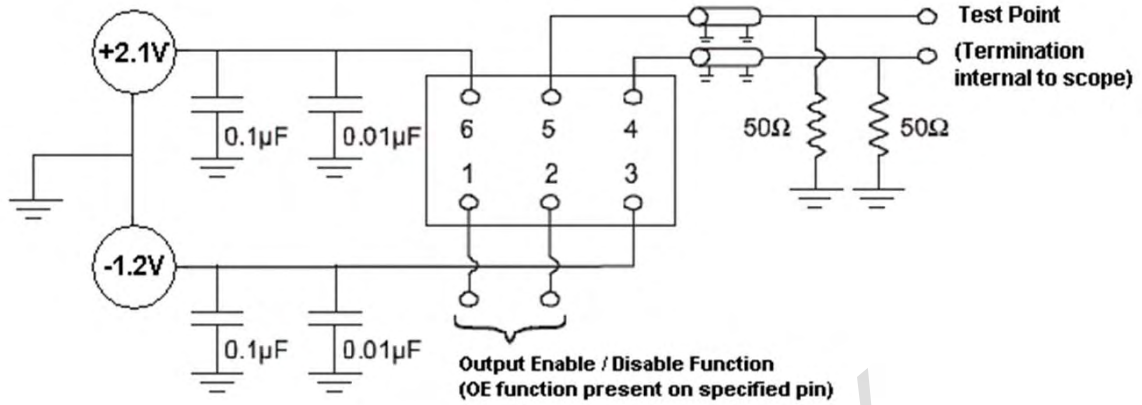 Test Point
+2.1V
(Termination
internal to scope)
0.1µF
0.01µF
6
5
4
50Ω
50Ω
1
2
3
-1.2V
0.1µF
0.01µF
Output Enable / Disable Function
(OE function present on specified pin)